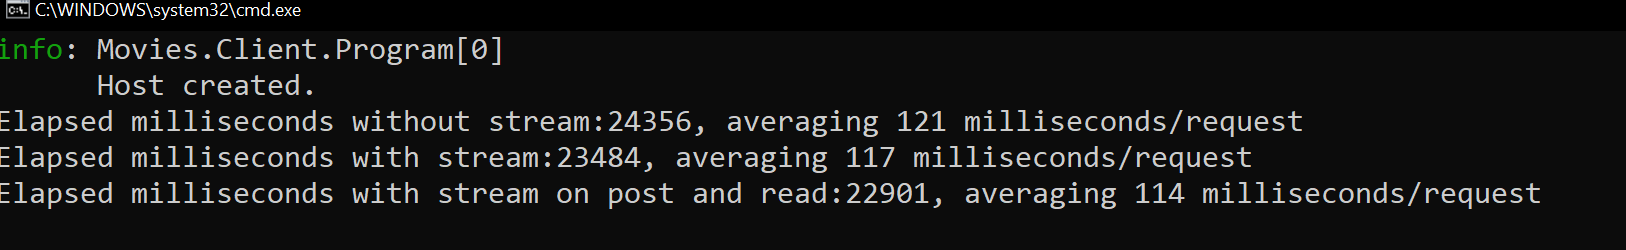 C:\WINDOWS\system32\cmd.exe
info: Movies.Client.Program[0]
Host created.
Elapsed milliseconds without stream:24356, averaging 121 milliseconds/request
Elapsed milliseconds with stream:23484, averaging 117 milliseconds/request
Elapsed milliseconds with stream on post and read:22901, averaging 114 milliseconds/request